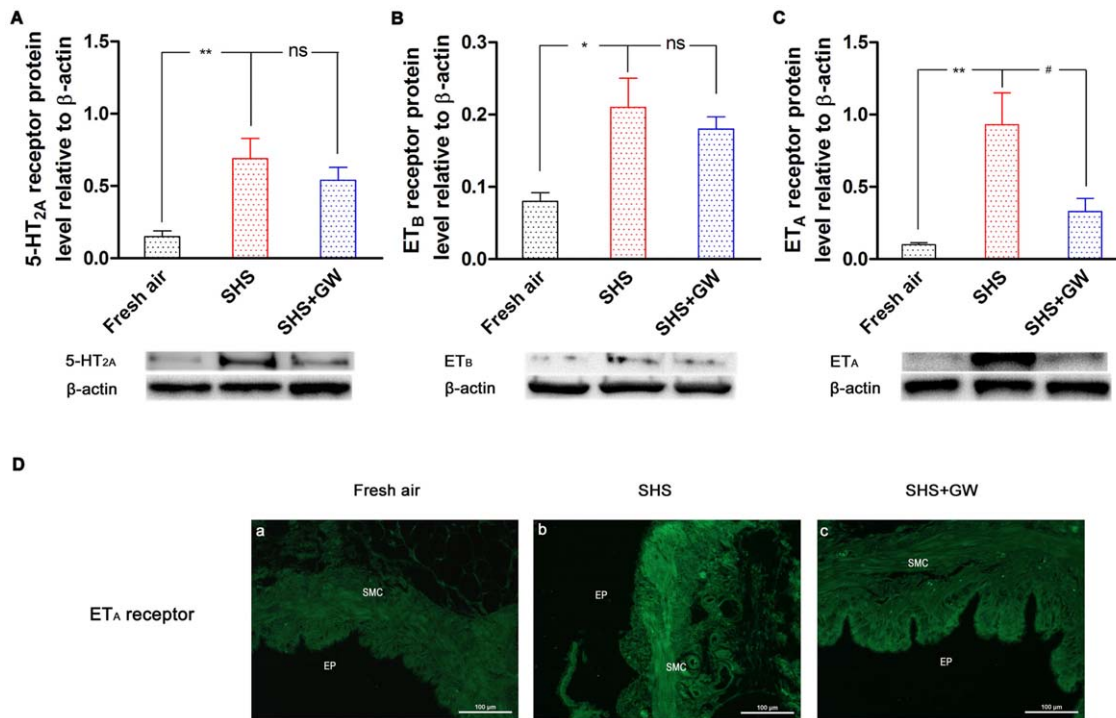 A
5-HT2A receptor protein
level relative to β-actin
1.5
1.0
0.5
0.0
**
ns
Fresh air
SHS
SHS+GW
5-HT2A
β-actin
B
ETB receptor protein
level relative to β-actin
0.3
0.2
0.1
0.0
*
ns
Fresh air
SHS
SHS+GW
ETB
β-actin
C
ETA receptor protein
level relative to β-actin
1.5
1.0
0.5
0.0
**
#
Fresh air
SHS
SHS+GW
ETA
β-actin
D
Fresh air
SHS
SHS+GW
ETA receptor
a
SMC
EP
100 μm
b
EP
SMC
100 μm
c
SMC
EP
100 μm